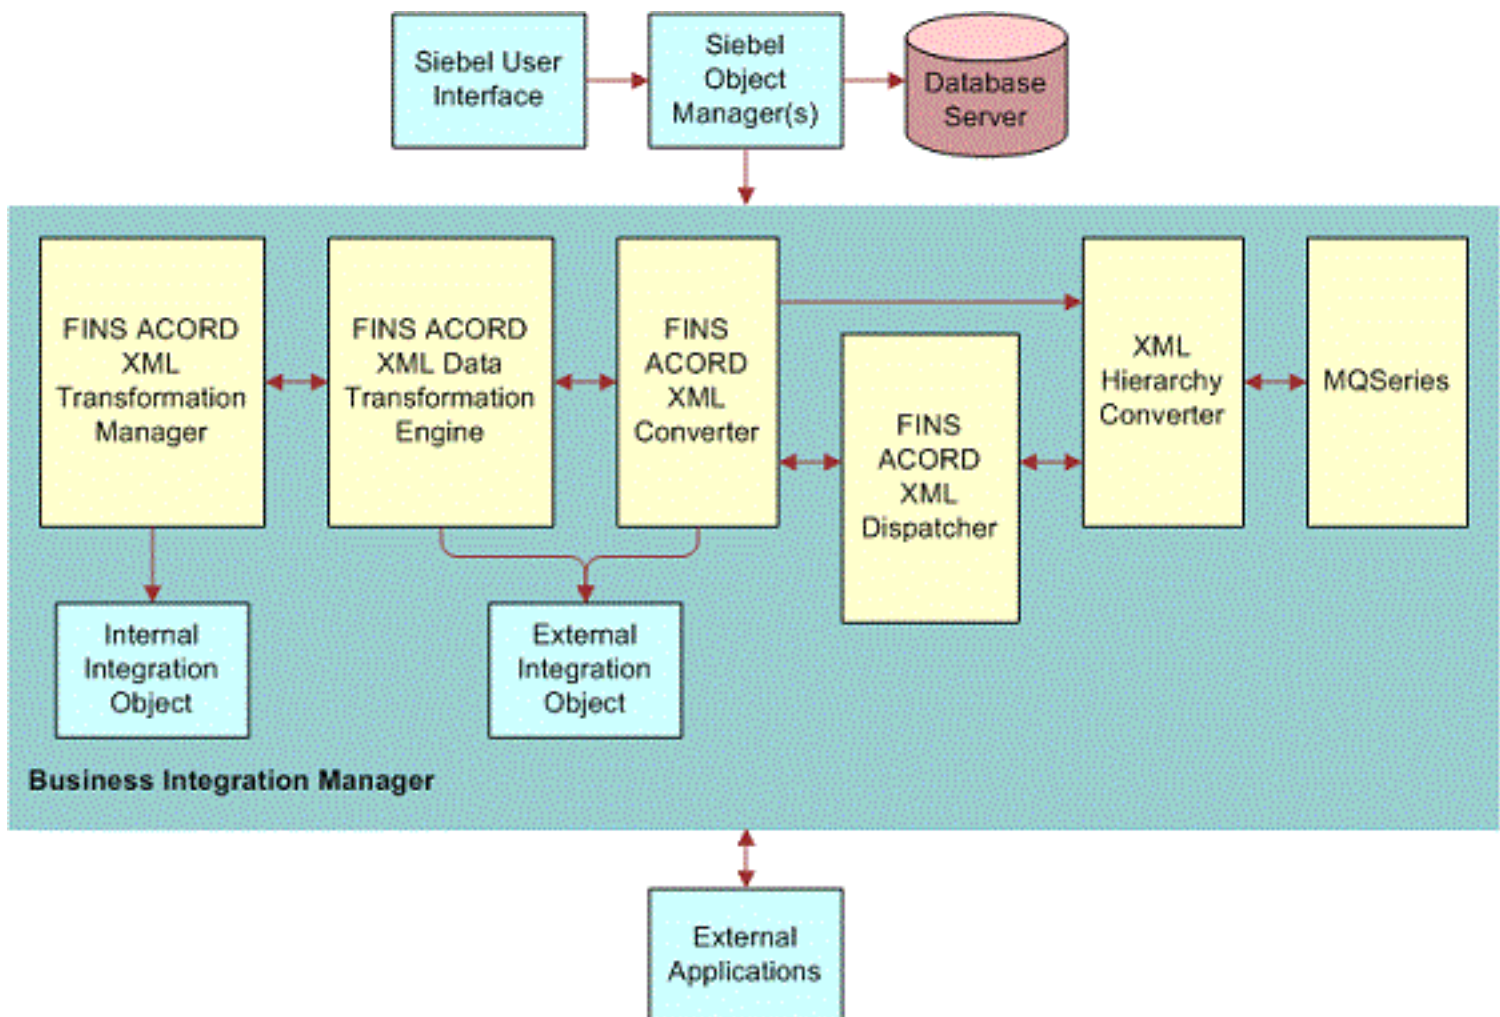 Siebel User
Interface
Siebel
Object
Manager(s)
Database
Server
FINS ACORD
XML
Transformation
Manager
FINS ACORD
XML Data
Transformation
Engine
FINS
ACORD
XML
Converter
FINS
ACORD
XML
Dispatcher
XML
Hierarchy
Converter
MQSeries
Internal
Integration
Object
External
Integration
Object
Business Integration Manager
External
Applications